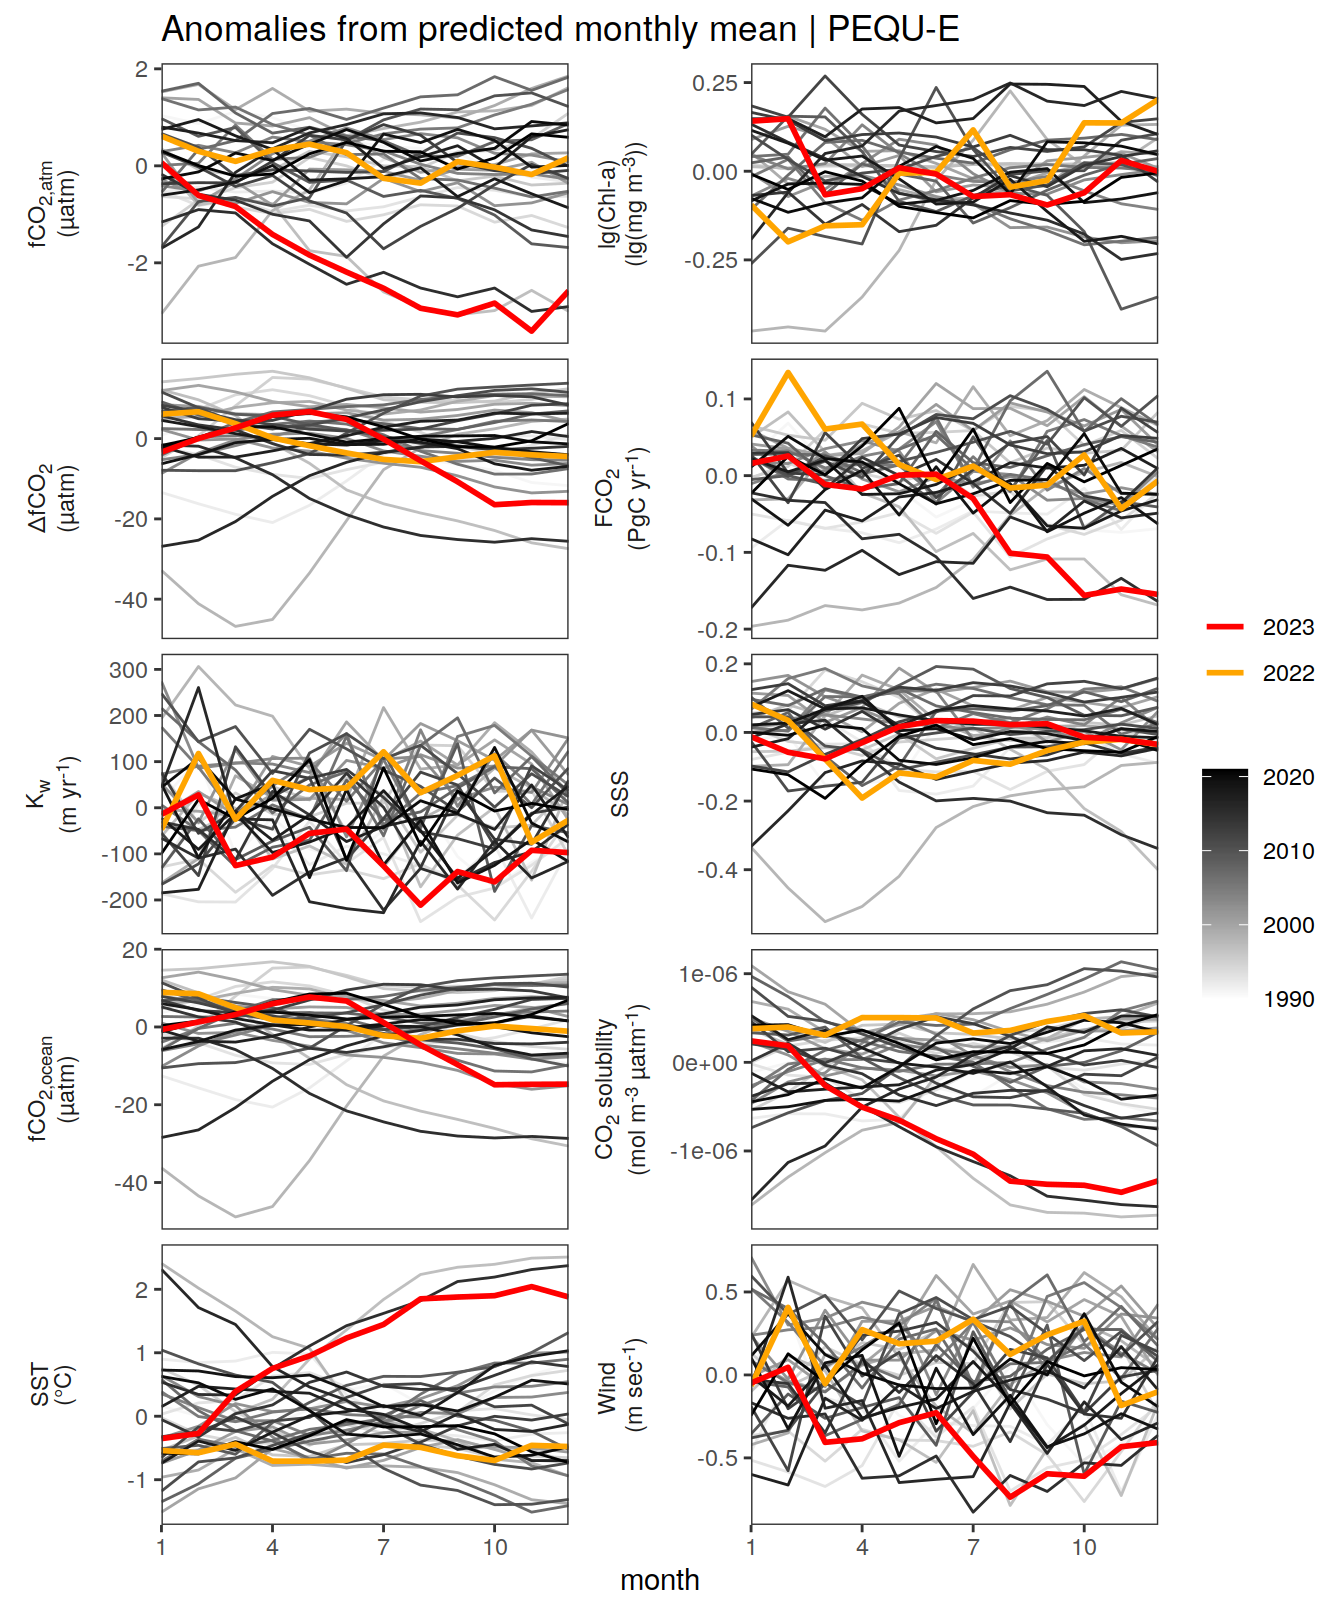 Anomalies from predicted monthly mean | PEQU-E
fCO2,atm
(µatm)
2
0
-2
lg(Chl-a)
(lg(mg m-3))
0.25
0.00
-0.25
ΔfCO2
(µatm)
0
-20
-40
FCO2
(PgC yr-1)
0.1
0.0
-0.1
-0.2
Kw
(m yr-1)
300
200
100
0
-100
-200
SSS
0.2
0.0
-0.2
-0.4
fCO2,ocean
(µatm)
20
0
-20
-40
CO2 solubility
(mol m-3 µatm-1)
1e-06
0e+00
-1e-06
SST
(°C)
2
1
0
-1
Wind
(m sec-1)
0.5
0.0
-0.5
1 4 7 10
1 4 7 10
month
2023
2022
2020
2010
2000
1990